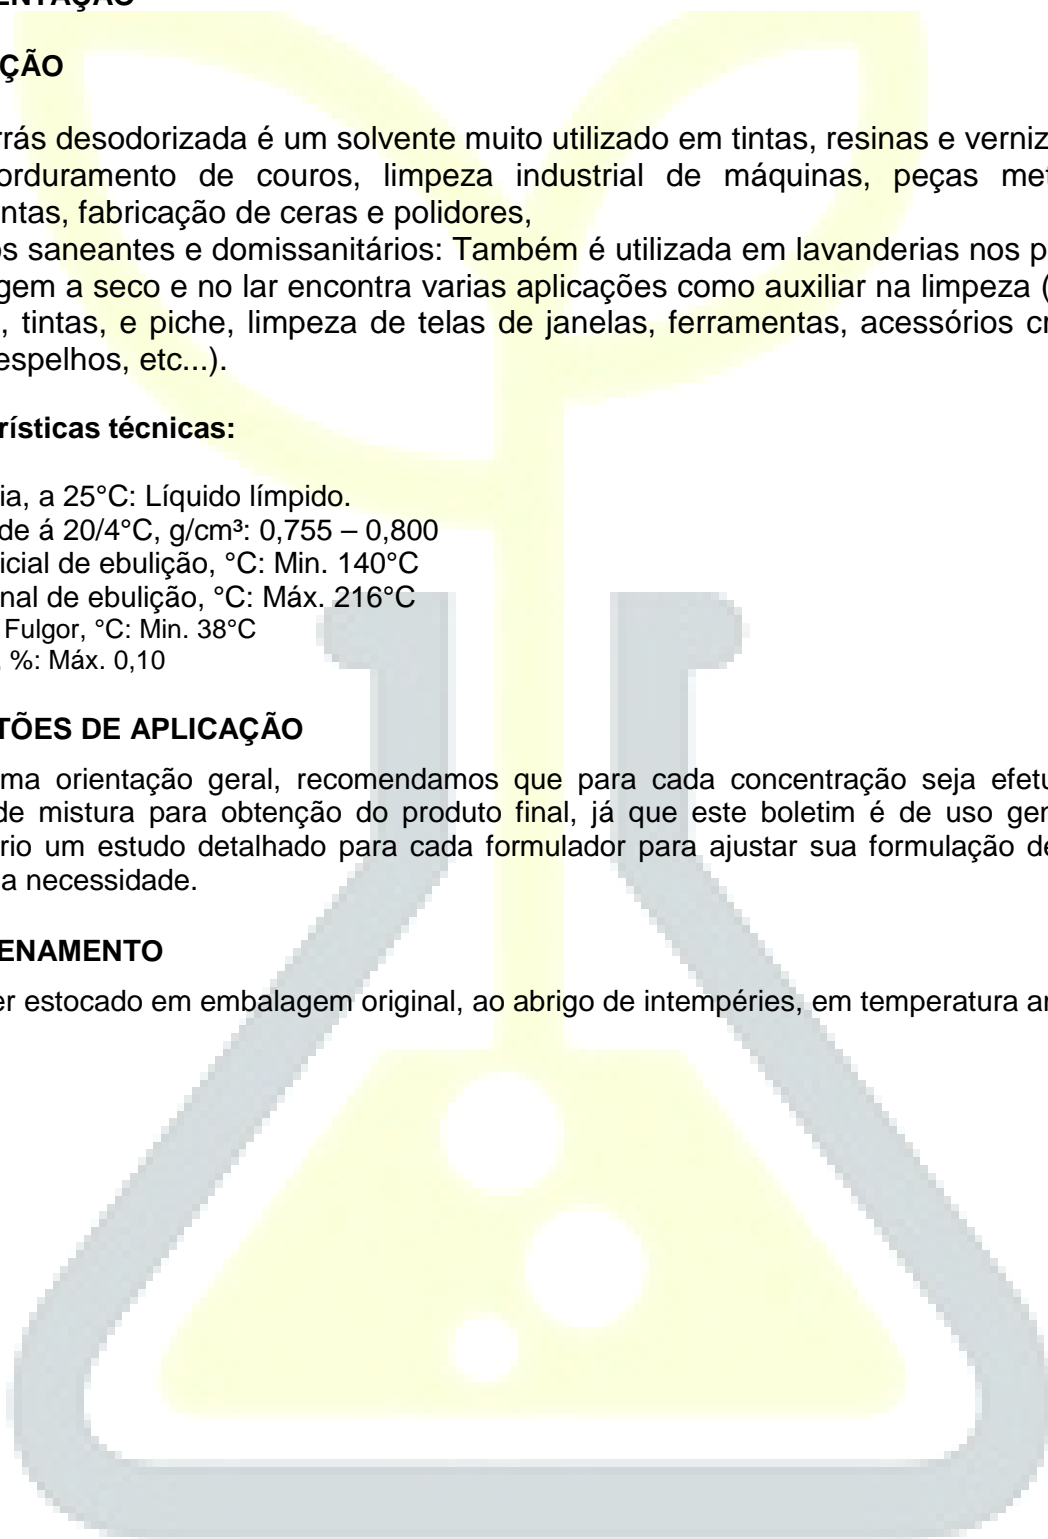 ENTAÇÃO
ÇÃO
rrás desodorizada é um solvente muito utilizado em tintas, resinas e verniz
orduramento de couros, limpeza industrial de máquinas, peças met
ntas, fabricação de ceras e polidores,
os saneantes e domissanitários: Também é utilizada em lavanderias nos p
gem a seco e no lar encontra varias aplicações como auxiliar na limpeza (
, tintas, e piche, limpeza de telas de janelas, ferramentas, acessórios cr
espelhos, etc...).
rísticas técnicas:
ia, a 25°C: Líquido límpido.
de á 20/4°C, g/cm³: 0,755 – 0,800
icial de ebulição, °C: Min. 140°C
nal de ebulição, °C: Máx. 216°C
Fulgor, °C: Min. 38°C
, %: Máx. 0,10
TÕES DE APLICAÇÃO
ma orientação geral, recomendamos que para cada concentração seja efetu
de mistura para obtenção do produto final, já que este boletim é de uso ger
rio um estudo detalhado para cada formulador para ajustar sua formulação de
a necessidade.
ENAMENTO
er estocado em embalagem original, ao abrigo de intempéries, em temperatura ar